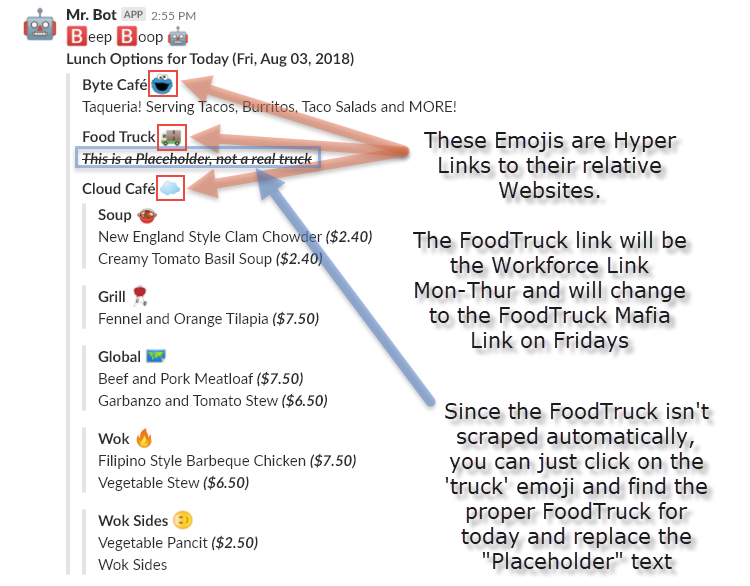 Mr. Bot APP 2:55 PM
🅱eep 🅱oop 🤖
Lunch Options for Today (Fri, Aug 03, 2018)
Byte Café
Taqueria! Serving Tacos, Burritos, Taco Salads and MORE!
Food Truck
This is a Placeholder, not a real truck
Cloud Café
Soup
New England Style Clam Chowder ($2.40)
Creamy Tomato Basil Soup ($2.40)
Grill
Fennel and Orange Tilapia ($7.50)
Global
Beef and Pork Meatloaf ($7.50)
Garbanzo and Tomato Stew ($6.50)
Wok
Filipino Style Barbeque Chicken ($7.50)
Vegetable Stew ($6.50)
Wok Sides
Vegetable Pancit ($2.50)
Wok Sides
These Emojis are Hyper
Links to their relative
Websites.
The FoodTruck link will be
the Workforce Link
Mon-Thur and will change
to the FoodTruck Mafia
Link on Fridays
Since the FoodTruck isn't
scraped automatically,
you can just click on the
'truck' emoji and find the
proper FoodTruck for
today and replace the
"Placeholder" text